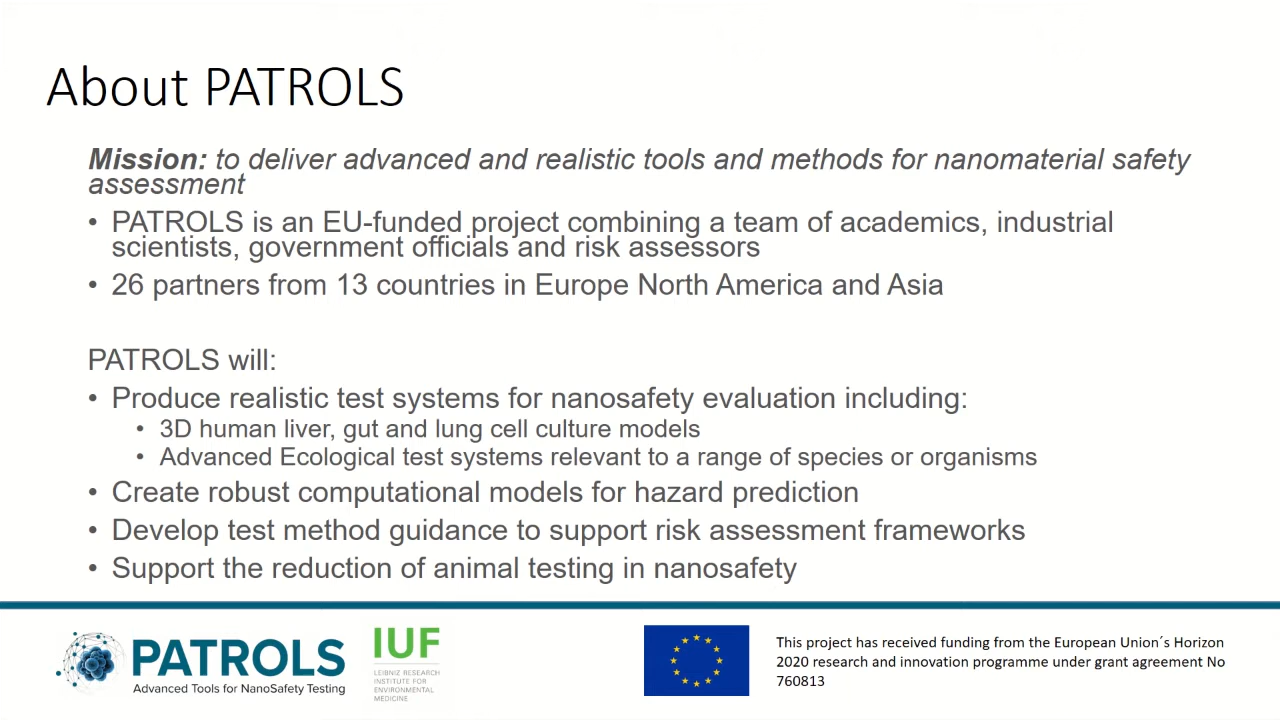 About PATROLS
Mission: to deliver advanced and realistic tools and methods for nanomaterial safety
assessment
• PATROLS is an EU-funded project combining a team of academics, industrial
scientists, government officials and risk assessors
• 26 partners from 13 countries in Europe North America and Asia
PATROLS will:
• Produce realistic test systems for nanosafety evaluation including:
• 3D human liver, gut and lung cell culture models
• Advanced Ecological test systems relevant to a range of species or organisms
• Create robust computational models for hazard prediction
• Develop test method guidance to support risk assessment frameworks
• Support the reduction of animal testing in nanosafety
PATROLS
Advanced Tools for NanoSafety Testing
IUF
LEIBNIZ RESEARCH
INSTITUTE FOR
ENVIRONMENTAL
MEDICINE
This project has received funding from the European Union´s Horizon
2020 research and innovation programme under grant agreement No
760813